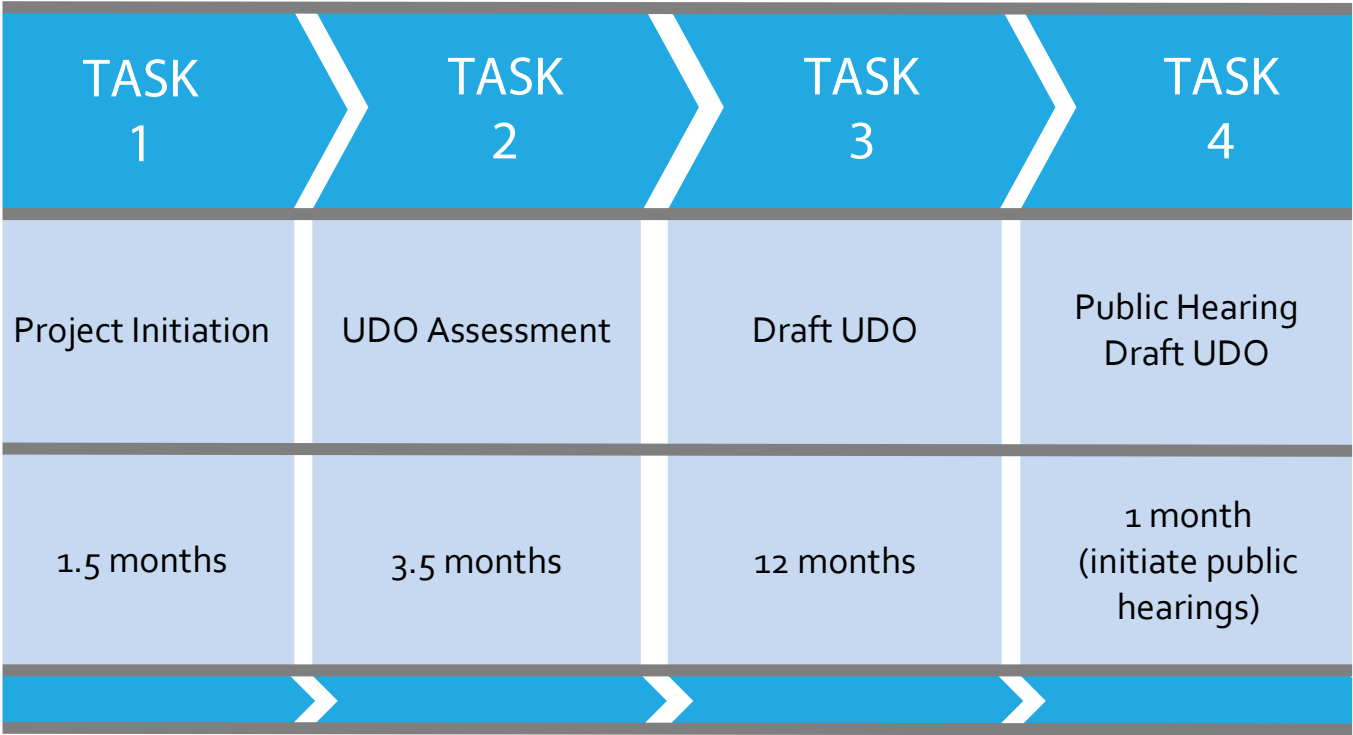 TASK
1
TASK
2
TASK
3
TASK
4
Project Initiation
UDO Assessment
Draft UDO
Public Hearing
Draft UDO
1.5 months
3.5 months
12 months
1 month
(initiate public
hearings)